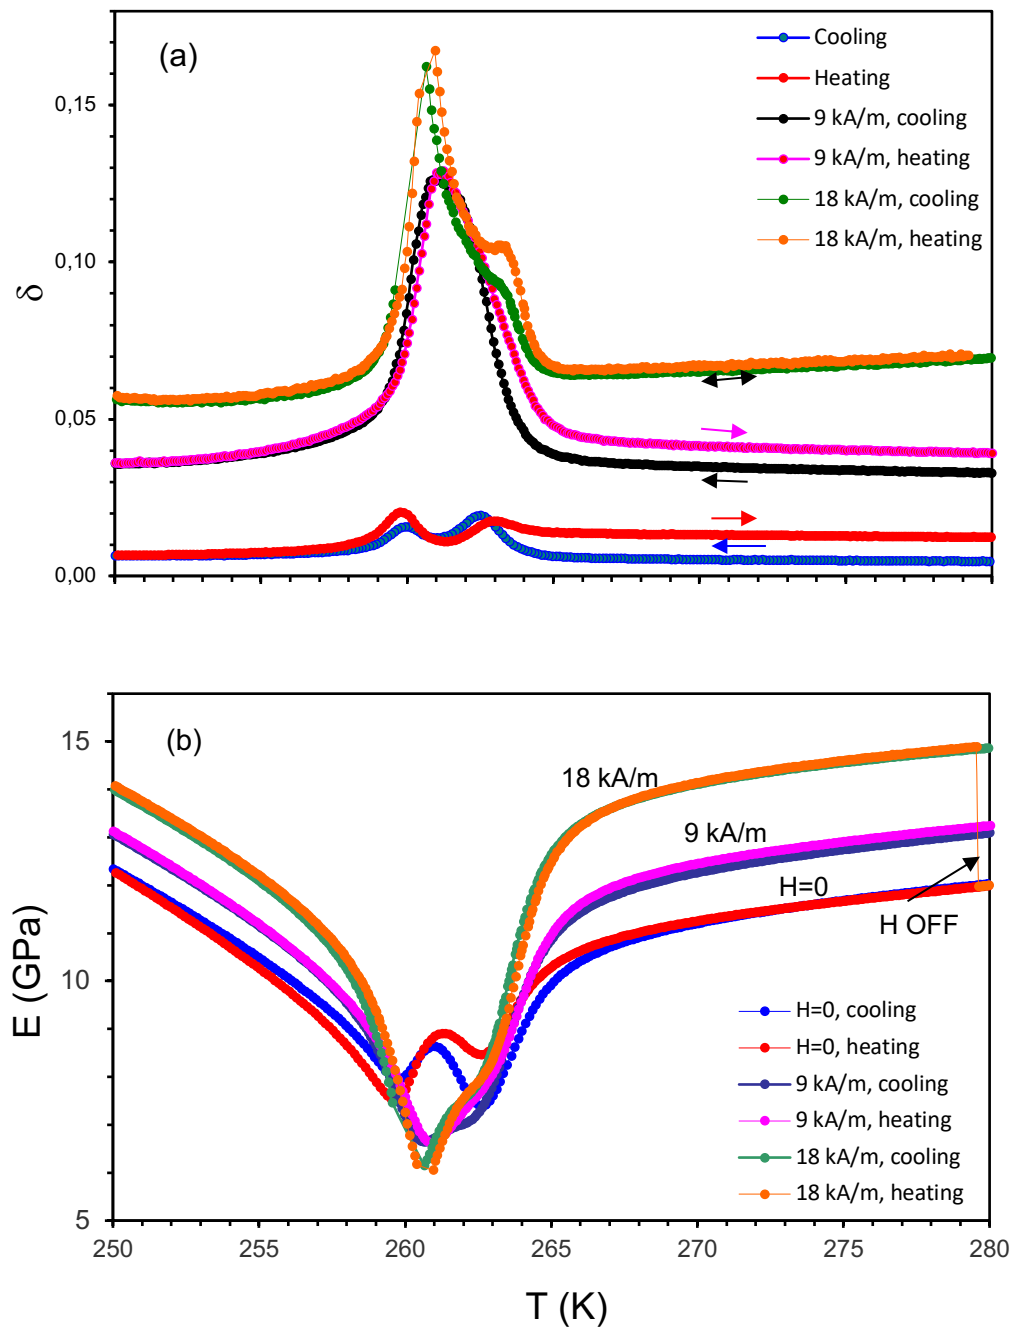 (a)
Cooling
Heating
9 kA/m, cooling
9 kA/m, heating
18 kA/m, cooling
18 kA/m, heating
0,15
0,10
0,05
0,00
δ
(b)
15
10
5
E (GPa)
18 kA/m
9 kA/m
H=0
H OFF
H=0, cooling
H=0, heating
9 kA/m, cooling
9 kA/m, heating
18 kA/m, cooling
18 kA/m, heating
250 255 260 265 270 275 280
T (K)